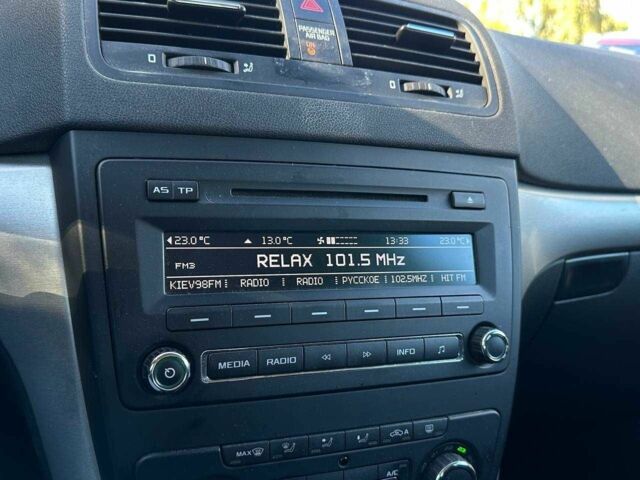 PASSENGER
AIR BAG
ON
AS TP
23.0°C 13.0°C 13:33 23.0°C
RELAX 101.5 MHz
FM3
KIEV98FM RADIO RADIO РУССКОЕ 102.5MHZ HIT FM
MEDIA RADIO INFO
MAX
A
A/C